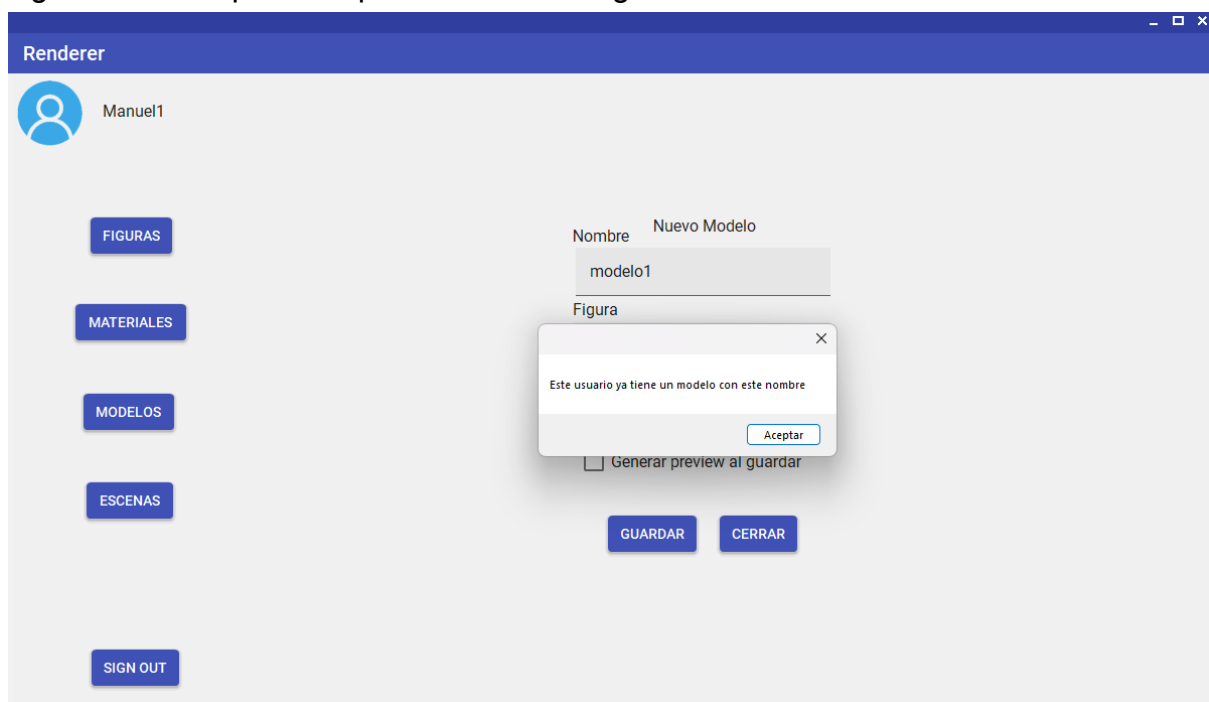 Renderer
Manuel1
FIGURAS
MATERIALES
MODELOS
ESCENAS
SIGN OUT
Nuevo Modelo
Nombre
modelo1
Figura
Este usuario ya tiene un modelo con este nombre
Aceptar
Generar preview al guardar
GUARDAR
CERRAR